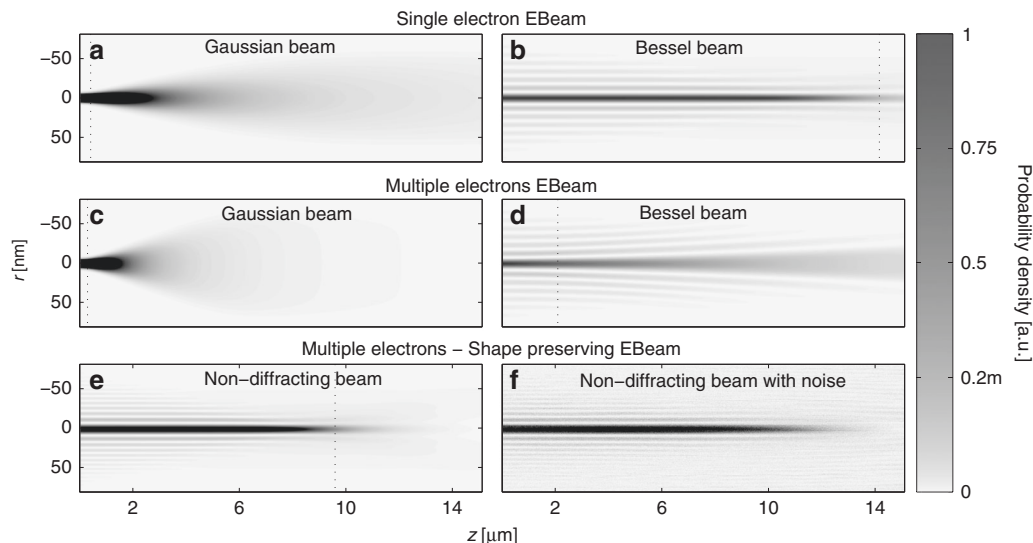 Single electron EBeam
a Gaussian beam
b Bessel beam
−50
0
50
Multiple electrons EBeam
c Gaussian beam
d Bessel beam
−50
0
50
Multiple electrons – Shape preserving EBeam
e Non−diffracting beam
f Non−diffracting beam with noise
−50
0
50
2 6 10 14
2 6 10 14
r [nm]
z [μm]
1
0.75
0.5
0.2m
0
Probability density [a.u.]